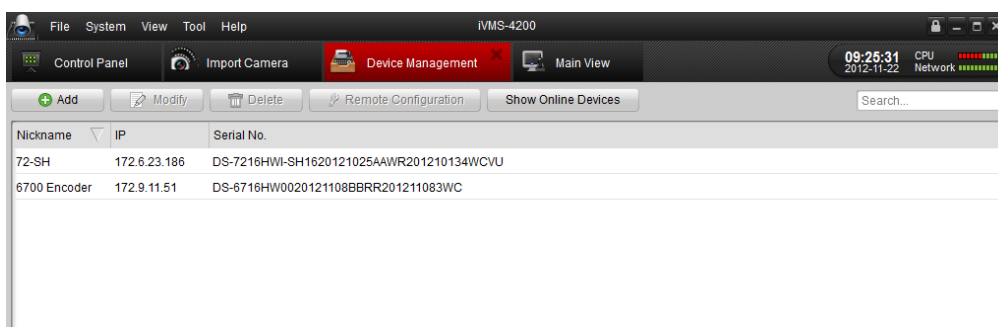 File System View Tool Help iVMS-4200
Control Panel Import Camera Device Management Main View 09:25:31 CPU
2012-11-22 Network
Add Modify Delete Remote Configuration Show Online Devices Search...
Nickname IP Serial No.
72-SH 172.6.23.186 DS-7216HWI-SH1620121025AAWR201210134WCVU
6700 Encoder 172.9.11.51 DS-6716HW0020121108BBRR201211083WC